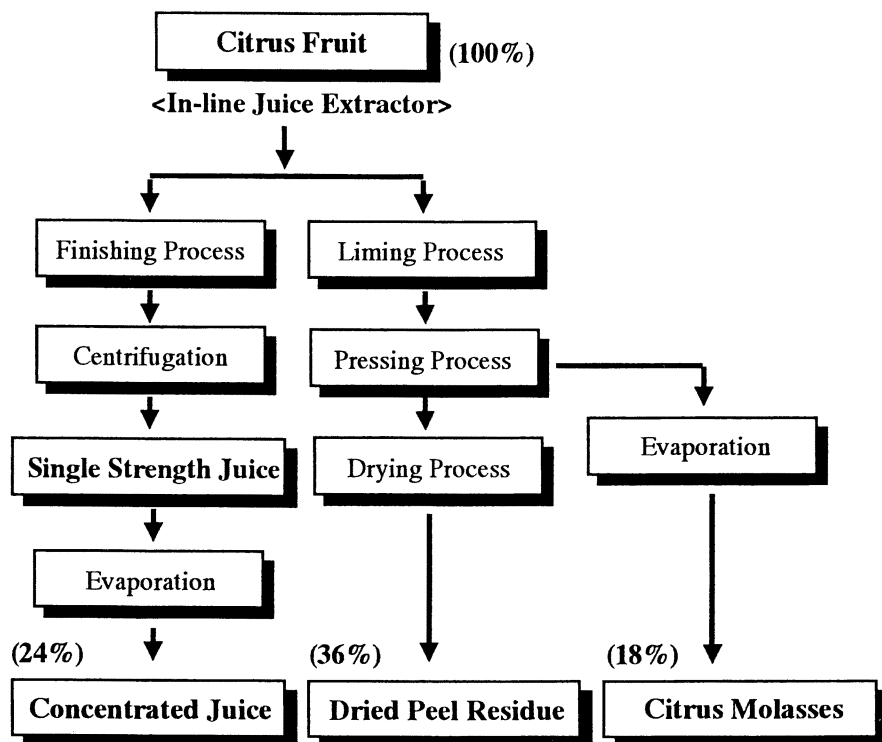 Citrus Fruit
(100%)
<In-line Juice Extractor>
Finishing Process
Liming Process
Centrifugation
Pressing Process
Single Strength Juice
Drying Process
Evaporation
Evaporation
(24%)
(36%)
(18%)
Concentrated Juice
Dried Peel Residue
Citrus Molasses